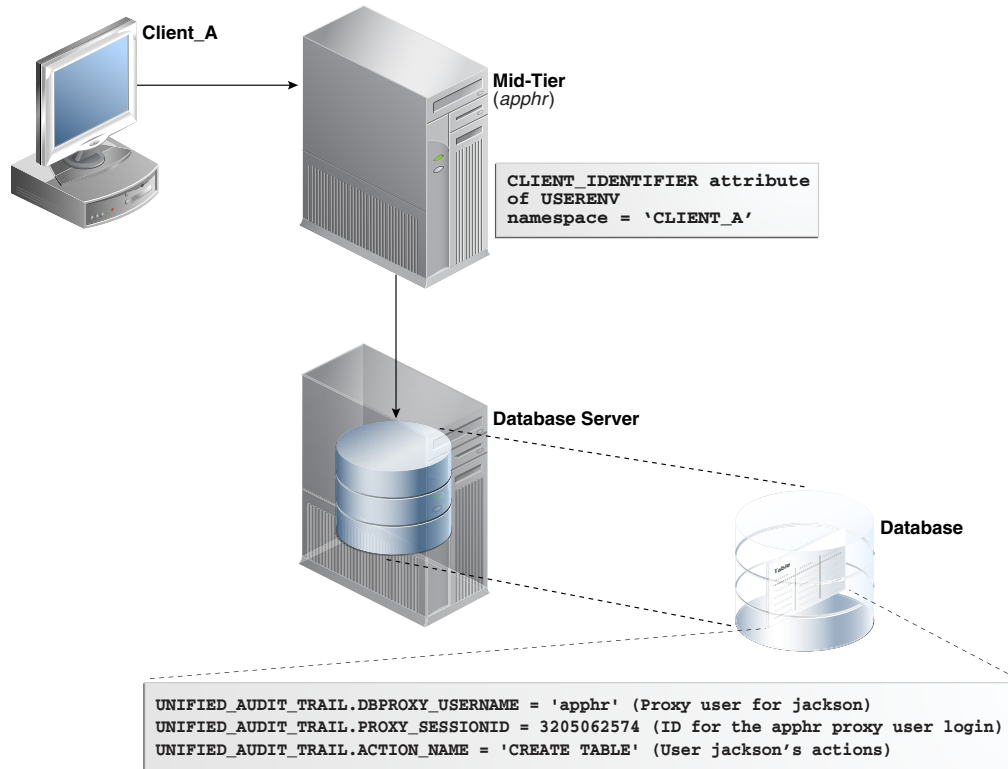 Client_A
Mid-Tier
(apphr)
CLIENT_IDENTIFIER attribute
of USERENV
namespace = ‘CLIENT_A’
Database Server
Database
Table
UNIFIED_AUDIT_TRAIL.DBPROXY_USERNAME = 'apphr' (Proxy user for jackson)
UNIFIED_AUDIT_TRAIL.PROXY_SESSIONID = 3205062574 (ID for the apphr proxy user login)
UNIFIED_AUDIT_TRAIL.ACTION_NAME = 'CREATE TABLE' (User jackson's actions)